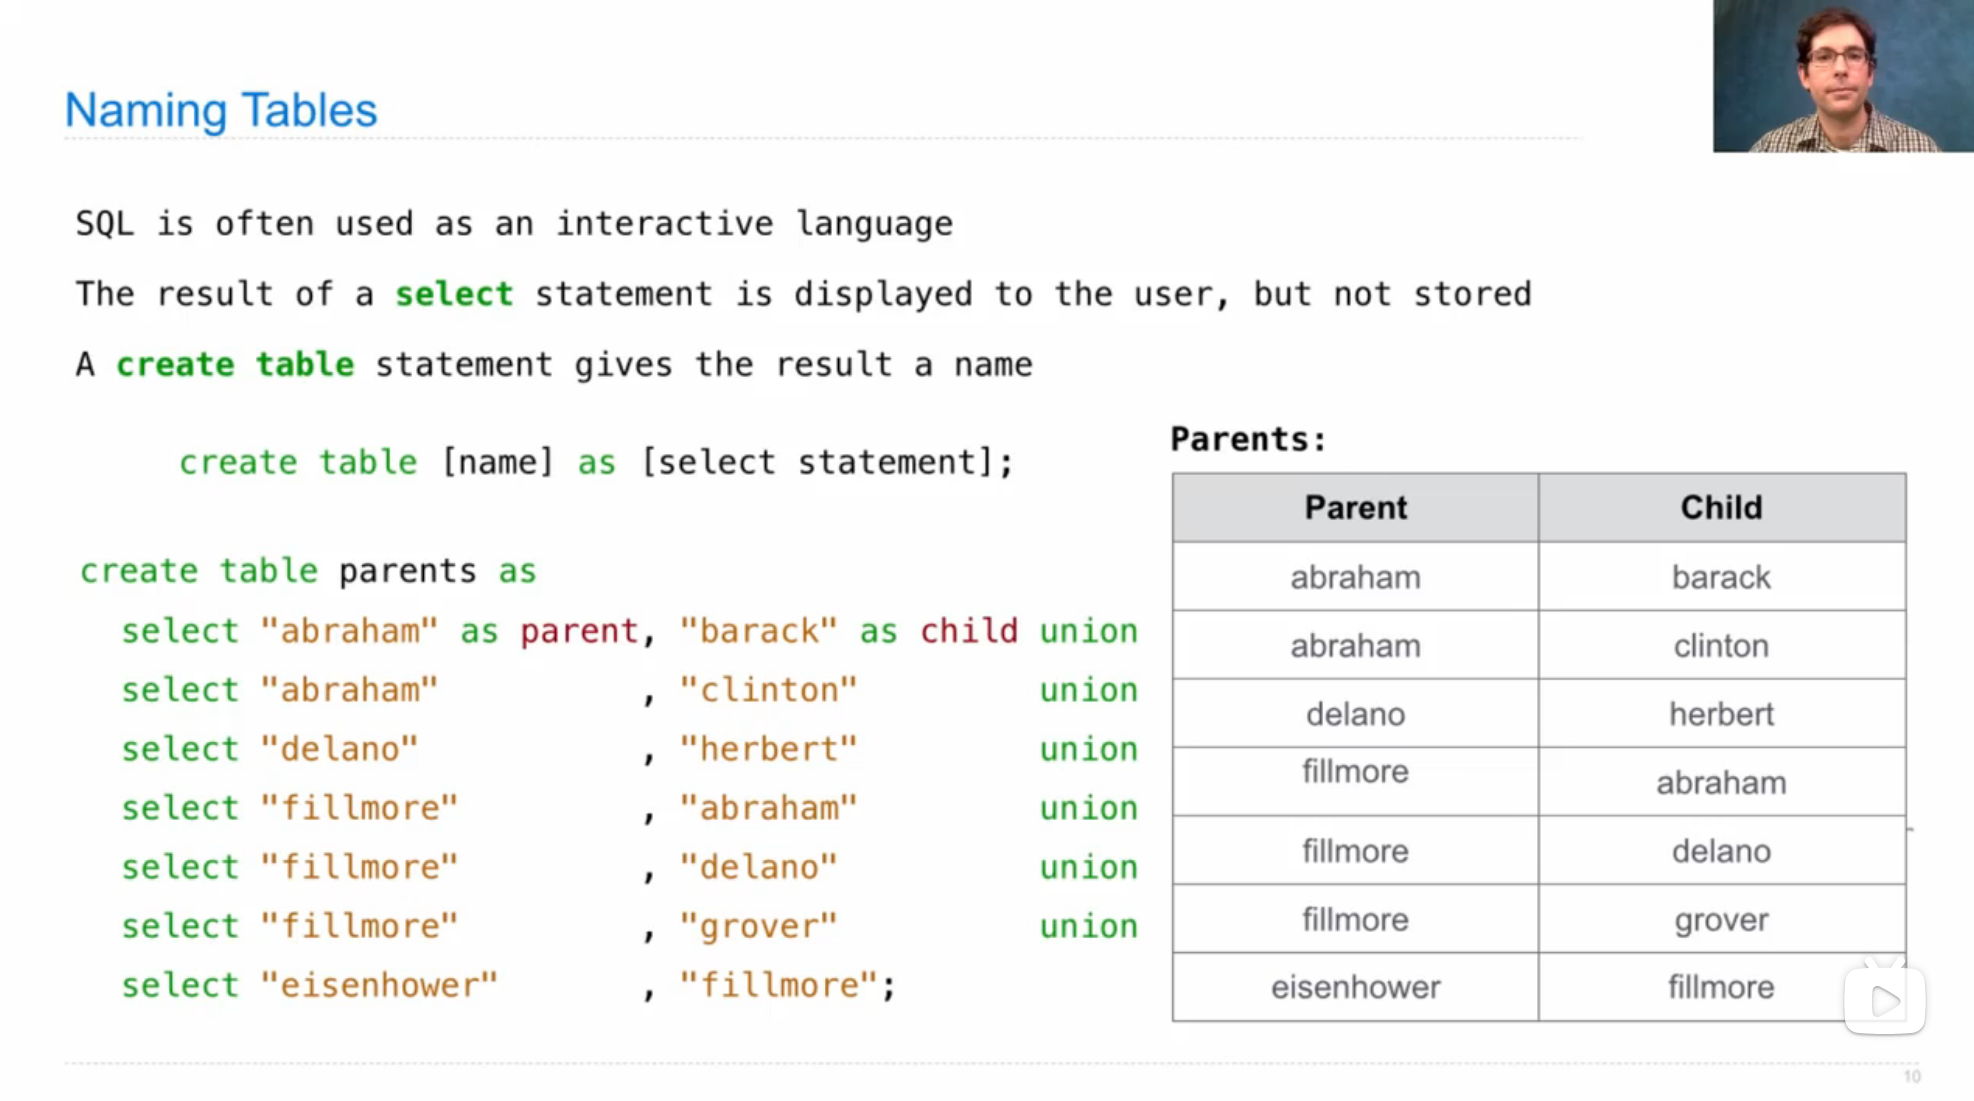 Naming Tables
SQL is often used as an interactive language
The result of a select statement is displayed to the user, but not stored
A create table statement gives the result a name
create table [name] as [select statement];
create table parents as
select "abraham" as parent, "barack" as child union
select "abraham" , "clinton" union
select "delano" , "herbert" union
select "fillmore" , "abraham" union
select "fillmore" , "delano" union
select "fillmore" , "grover" union
select "eisenhower" , "fillmore";
Parents:
Parent Child
abraham barack
abraham clinton
delano herbert
fillmore abraham
fillmore delano
fillmore grover
eisenhower fillmore
10